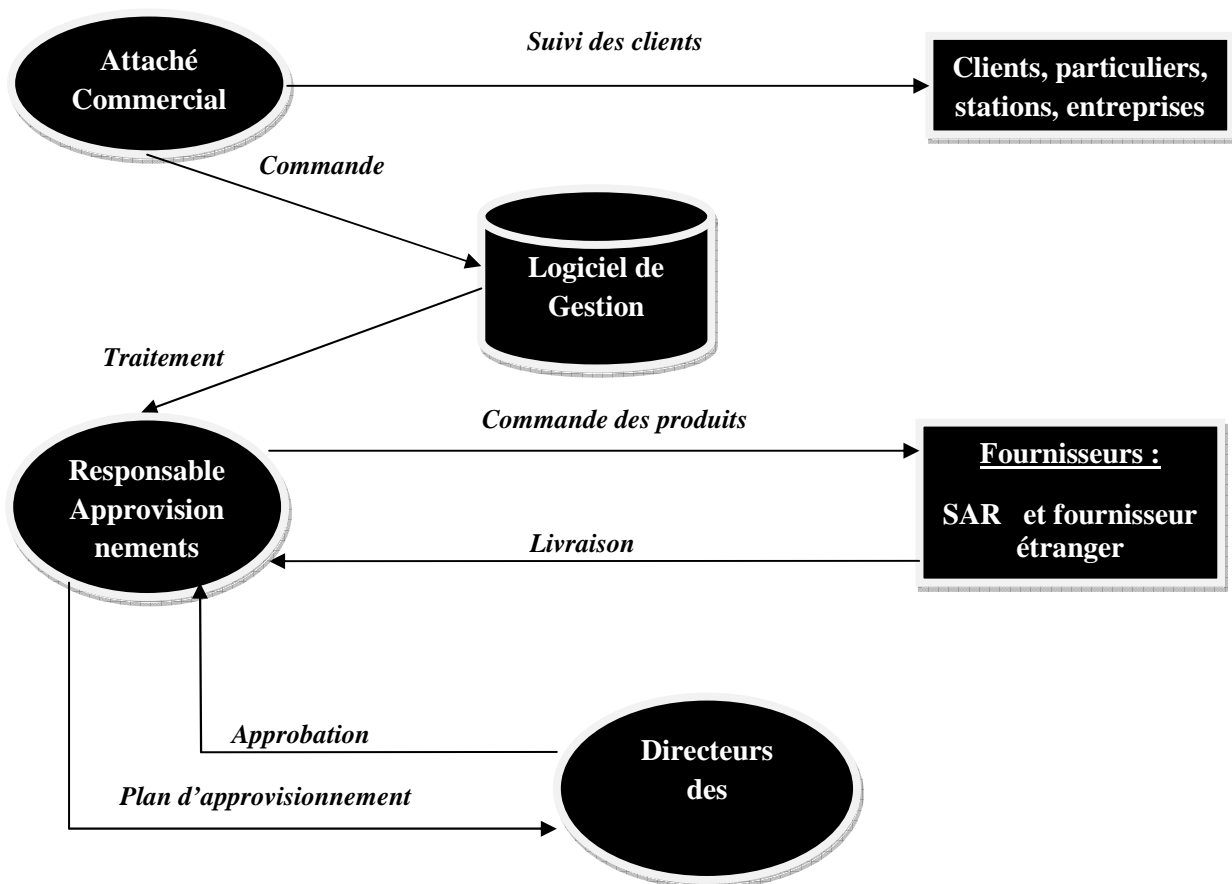 Suivi des clients
Attaché
Commercial
Clients, particuliers,
stations, entreprises
Commande
Logiciel de
Gestion
Traitement
Commande des produits
Responsable
Approvision
nements
Fournisseurs :
SAR et fournisseur
étranger
Livraison
Approbation
Directeurs
des
Plan d’approvisionnement